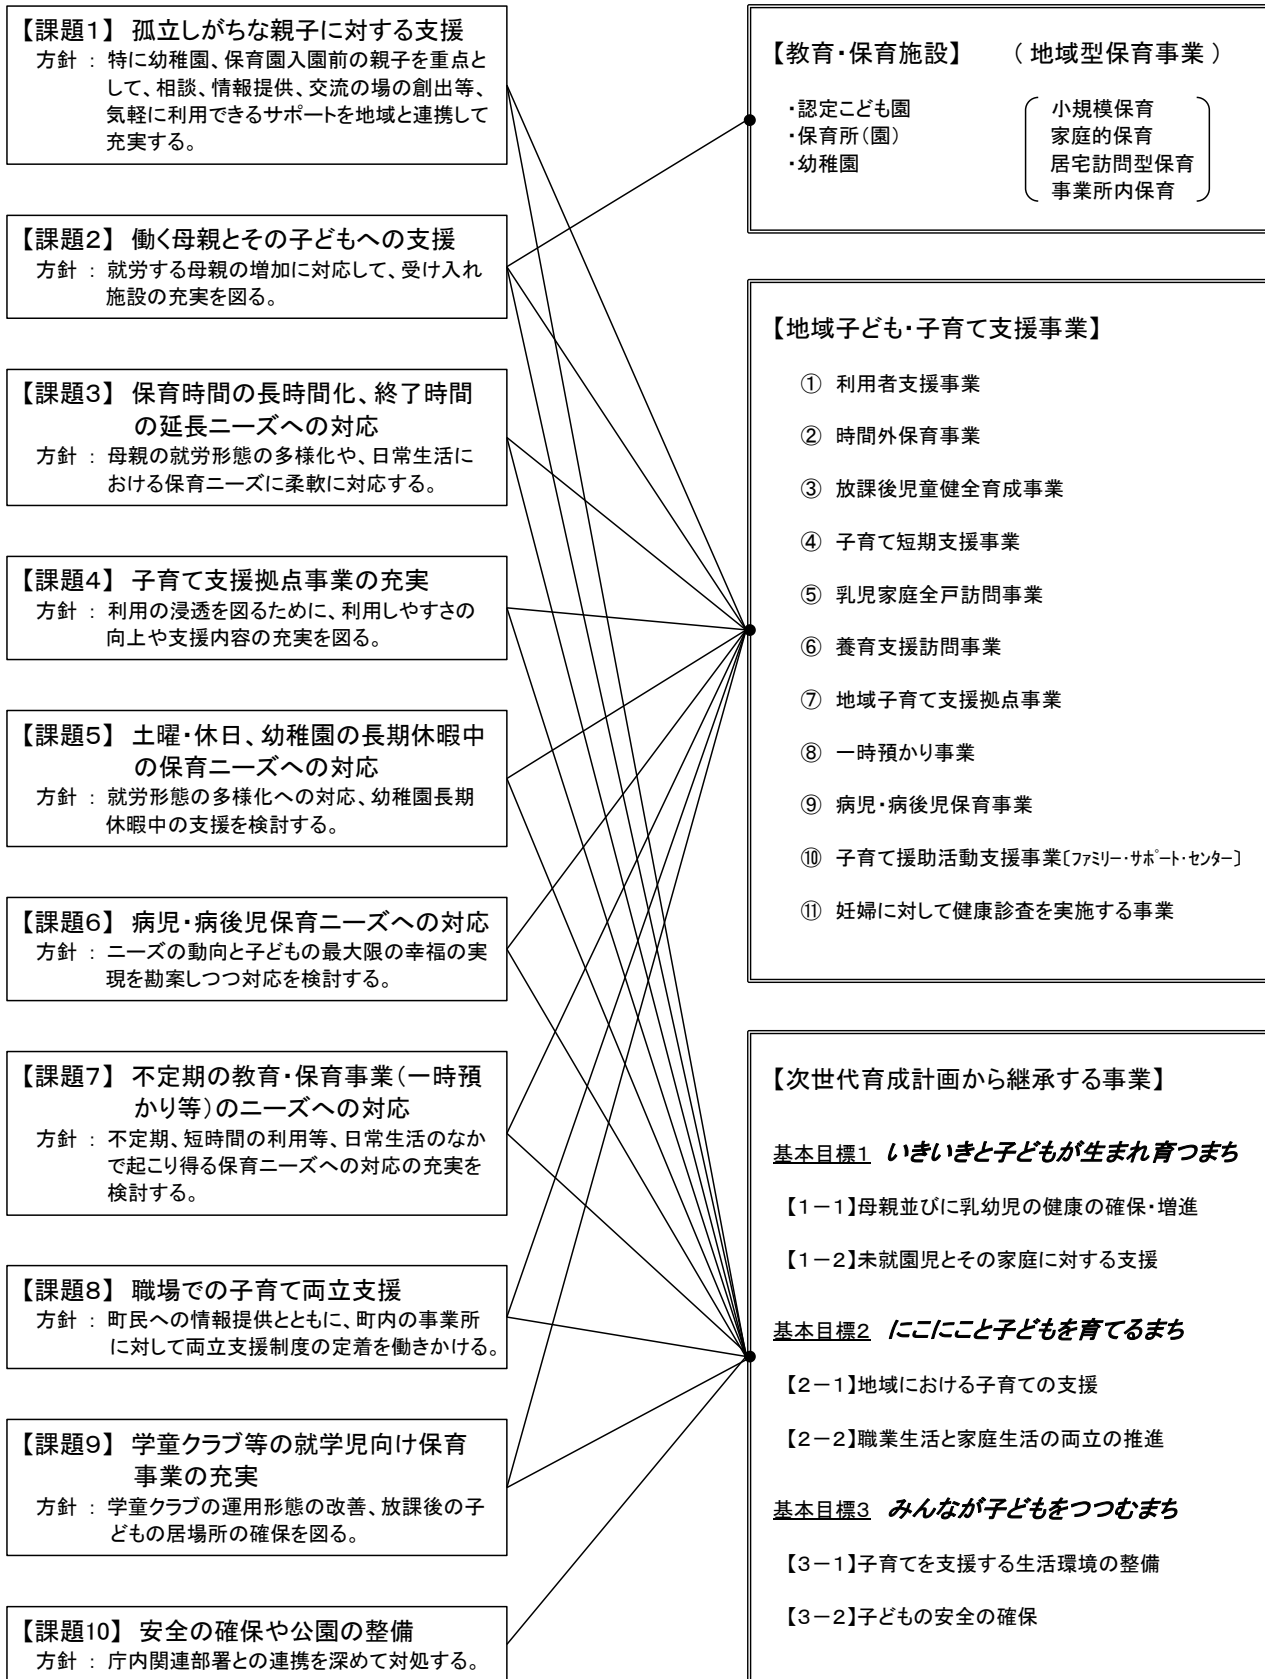 【課題1】 孤立しがちな親子に対する支援
方針 : 特に幼稚園、保育園入園前の親子を重点と
して、相談、情報提供、交流の場の創出等、
気軽に利用できるサポートを地域と連携して
充実する。
【課題2】 働く母親とその子どもへの支援
方針 : 就労する母親の増加に対応して、受け入れ
施設の充実を図る。
【課題3】 保育時間の長時間化、終了時間
の延長ニーズへの対応
方針 : 母親の就労形態の多様化や、日常生活に
おける保育ニーズに柔軟に対応する。
【課題4】 子育て支援拠点事業の充実
方針 : 利用の浸透を図るために、利用しやすさの
向上や支援内容の充実を図る。
【課題5】 土曜・休日、幼稚園の長期休暇中
の保育ニーズへの対応
方針 : 就労形態の多様化への対応、幼稚園長期
休暇中の支援を検討する。
【課題6】 病児・病後児保育ニーズへの対応
方針 : ニーズの動向と子どもの最大限の幸福の実
現を勘案しつつ対応を検討する。
【課題7】 不定期の教育・保育事業(一時預
かり等)のニーズへの対応
方針 : 不定期、短時間の利用等、日常生活のなか
で起こり得る保育ニーズへの対応の充実を
検討する。
【課題8】 職場での子育て両立支援
方針 : 町民への情報提供とともに、町内の事業所
に対して両立支援制度の定着を働きかける。
【課題9】 学童クラブ等の就学児向け保育
事業の充実
方針 : 学童クラブの運用形態の改善、放課後の子
どもの居場所の確保を図る。
【課題10】 安全の確保や公園の整備
方針 : 庁内関連部署との連携を深めて対処する。
【教育・保育施設】 (地域型保育事業)
・認定こども園 小規模保育
・保育所(園) 家庭的保育
・幼稚園 居宅訪問型保育
事業所内保育
【地域子ども・子育て支援事業】
① 利用者支援事業
② 時間外保育事業
③ 放課後児童健全育成事業
④ 子育て短期支援事業
⑤ 乳児家庭全戸訪問事業
⑥ 養育支援訪問事業
⑦ 地域子育て支援拠点事業
⑧ 一時預かり事業
⑨ 病児・病後児保育事業
⑩ 子育て援助活動支援事業〔ファミリー・サポート・センター〕
⑪ 妊婦に対して健康診査を実施する事業
【次世代育成計画から継承する事業】
基本目標1 いきいきと子どもが生まれ育つまち
【1-1】母親並びに乳幼児の健康の確保・増進
【1-2】未就園児とその家庭に対する支援
基本目標2 にこにこと子どもを育てるまち
【2-1】地域における子育ての支援
【2-2】職業生活と家庭生活の両立の推進
基本目標3 みんなが子どもをつつむまち
【3-1】子育てを支援する生活環境の整備
【3-2】子どもの安全の確保